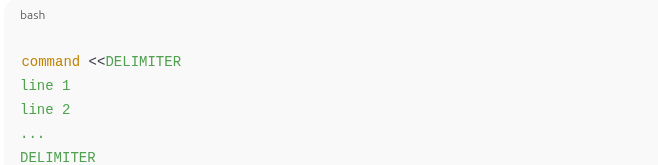 bash
command <<DELIMITER
line 1
line 2
...
DELIMITER